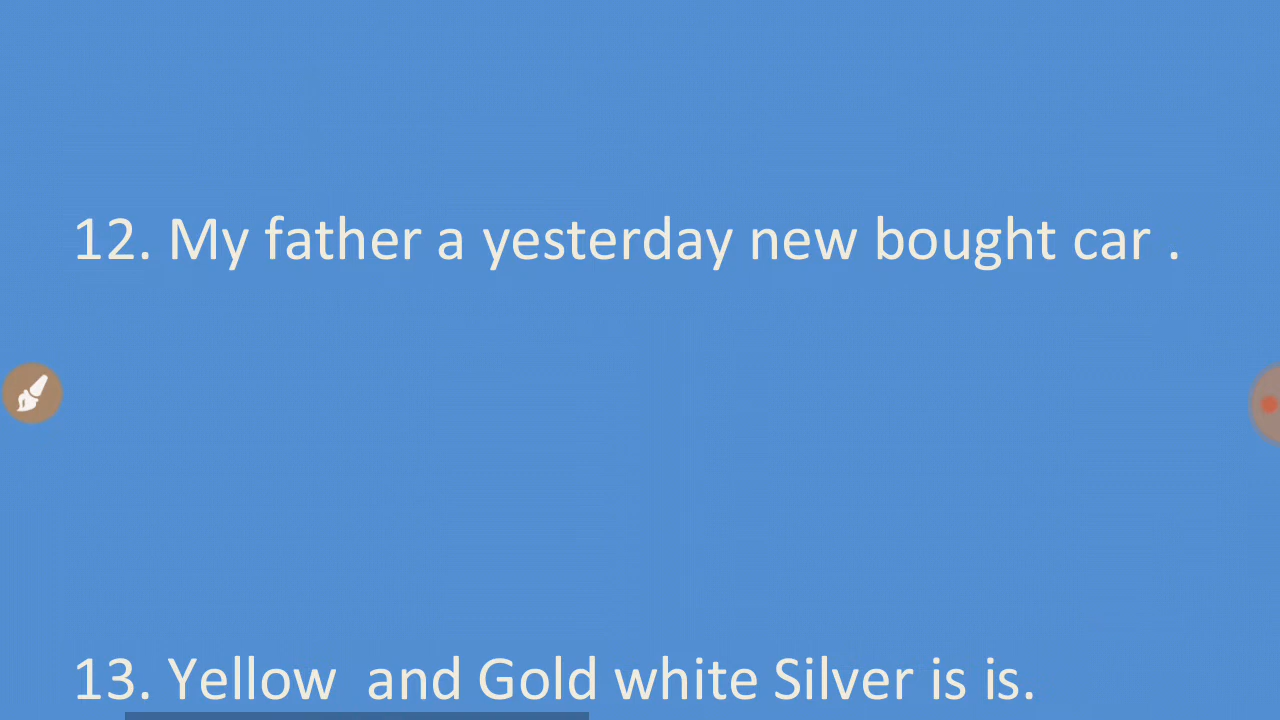 12. My father a yesterday new bought car .
13. Yellow  and Gold white Silver is is.